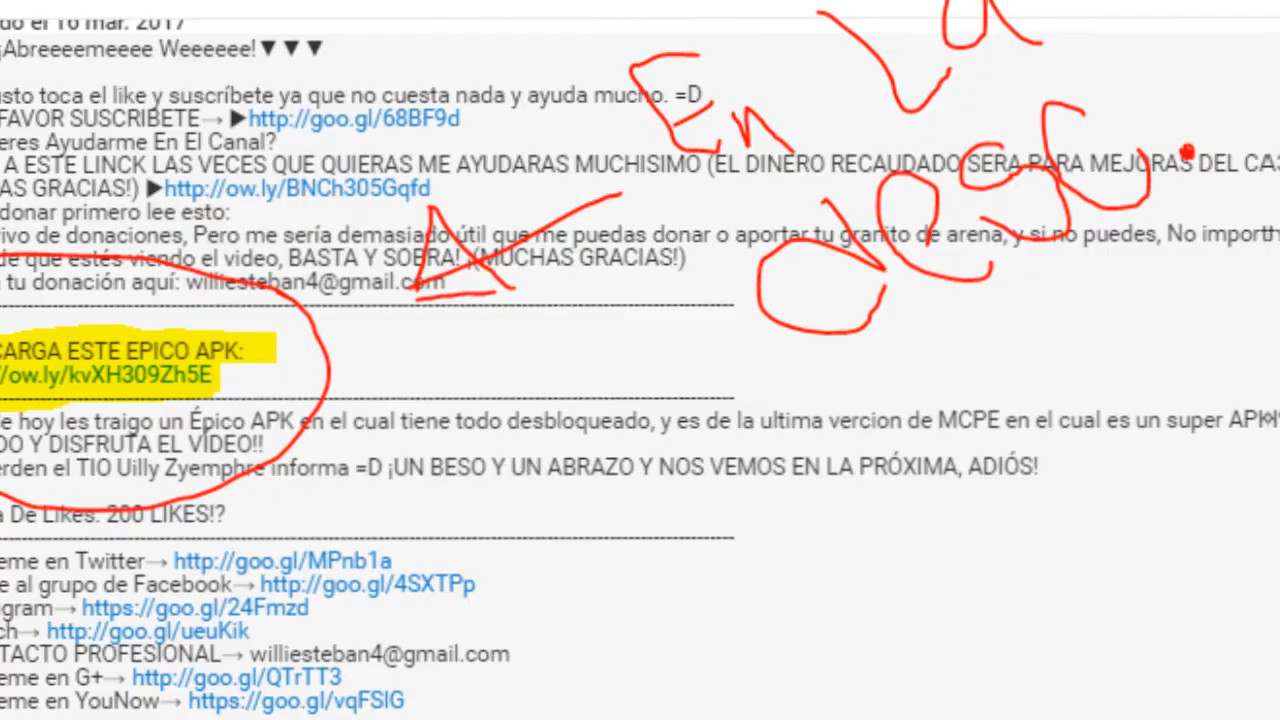 do el 16 mar. 2017
¡Abreeeemeeee Weeeeee!▼▼▼
usto toca el like y suscríbete ya que no cuesta nada y ayuda mucho. =D
FAVOR SUSCRIBETE→ ►http://goo.gl/68BF9d
eres Ayudarme En El Canal?
A ESTE LINCK LAS VECES QUE QUIERAS ME AYUDARAS MUCHISIMO (EL DINERO RECAUDADO SERA PARA MEJORAS DEL CA
AS GRACIAS!) ►http://ow.ly/BNCh305Gqfd
donar primero lee esto:
ivo de donaciones, Pero me sería demasiado útil que me puedas donar o aportar tu granito de arena, y si no puedes, No import
de que estés viendo el video, BASTA Y SOBRA! (MUCHAS GRACIAS!)
tu donación aquí: williesteban4@gmail.com
En la desc.
CARGA ESTE EPICO APK:
/ow.ly/kvXH309Zh5E
e hoy les traigo un Épico APK en el cual tiene todo desbloqueado, y es de la ultima vercion de MCPE en el cual es un super APK
DO Y DISFRUTA EL VÍDEO!!
erden el TIO Uilly Zyemphre informa =D ¡UN BESO Y UN ABRAZO Y NOS VEMOS EN LA PRÓXIMA, ADIÓS!
a De Likes. 200 LIKES!?
eme en Twitter→ http://goo.gl/MPnb1a
e al grupo de Facebook→ http://goo.gl/4SXTPp
agram→ https://goo.gl/24Fmzd
ch→ http://goo.gl/ueuKik
TACTO PROFESIONAL→ williesteban4@gmail.com
eme en G+→ http://goo.gl/QTrTT3
eme en YouNow→ https://goo.gl/vqFSlG